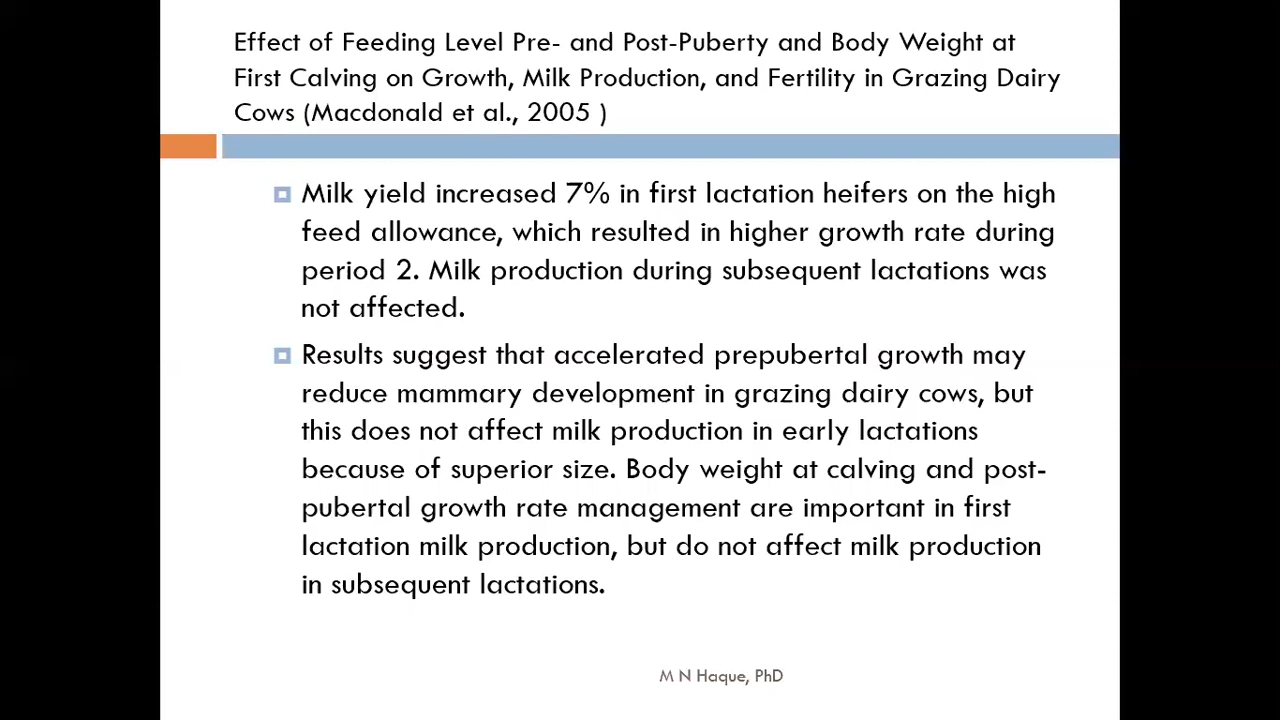 Effect of Feeding Level Pre- and Post-Puberty and Body Weight at
First Calving on Growth, Milk Production, and Fertility in Grazing Dairy
Cows (Macdonald et al., 2005 )
Milk yield increased 7% in first lactation heifers on the high
feed allowance, which resulted in higher growth rate during
period 2. Milk production during subsequent lactations was
not affected.
Results suggest that accelerated prepubertal growth may
reduce mammary development in grazing dairy cows, but
this does not affect milk production in early lactations
because of superior size. Body weight at calving and post-
pubertal growth rate management are important in first
lactation milk production, but do not affect milk production
in subsequent lactations.
M N Haque, PhD